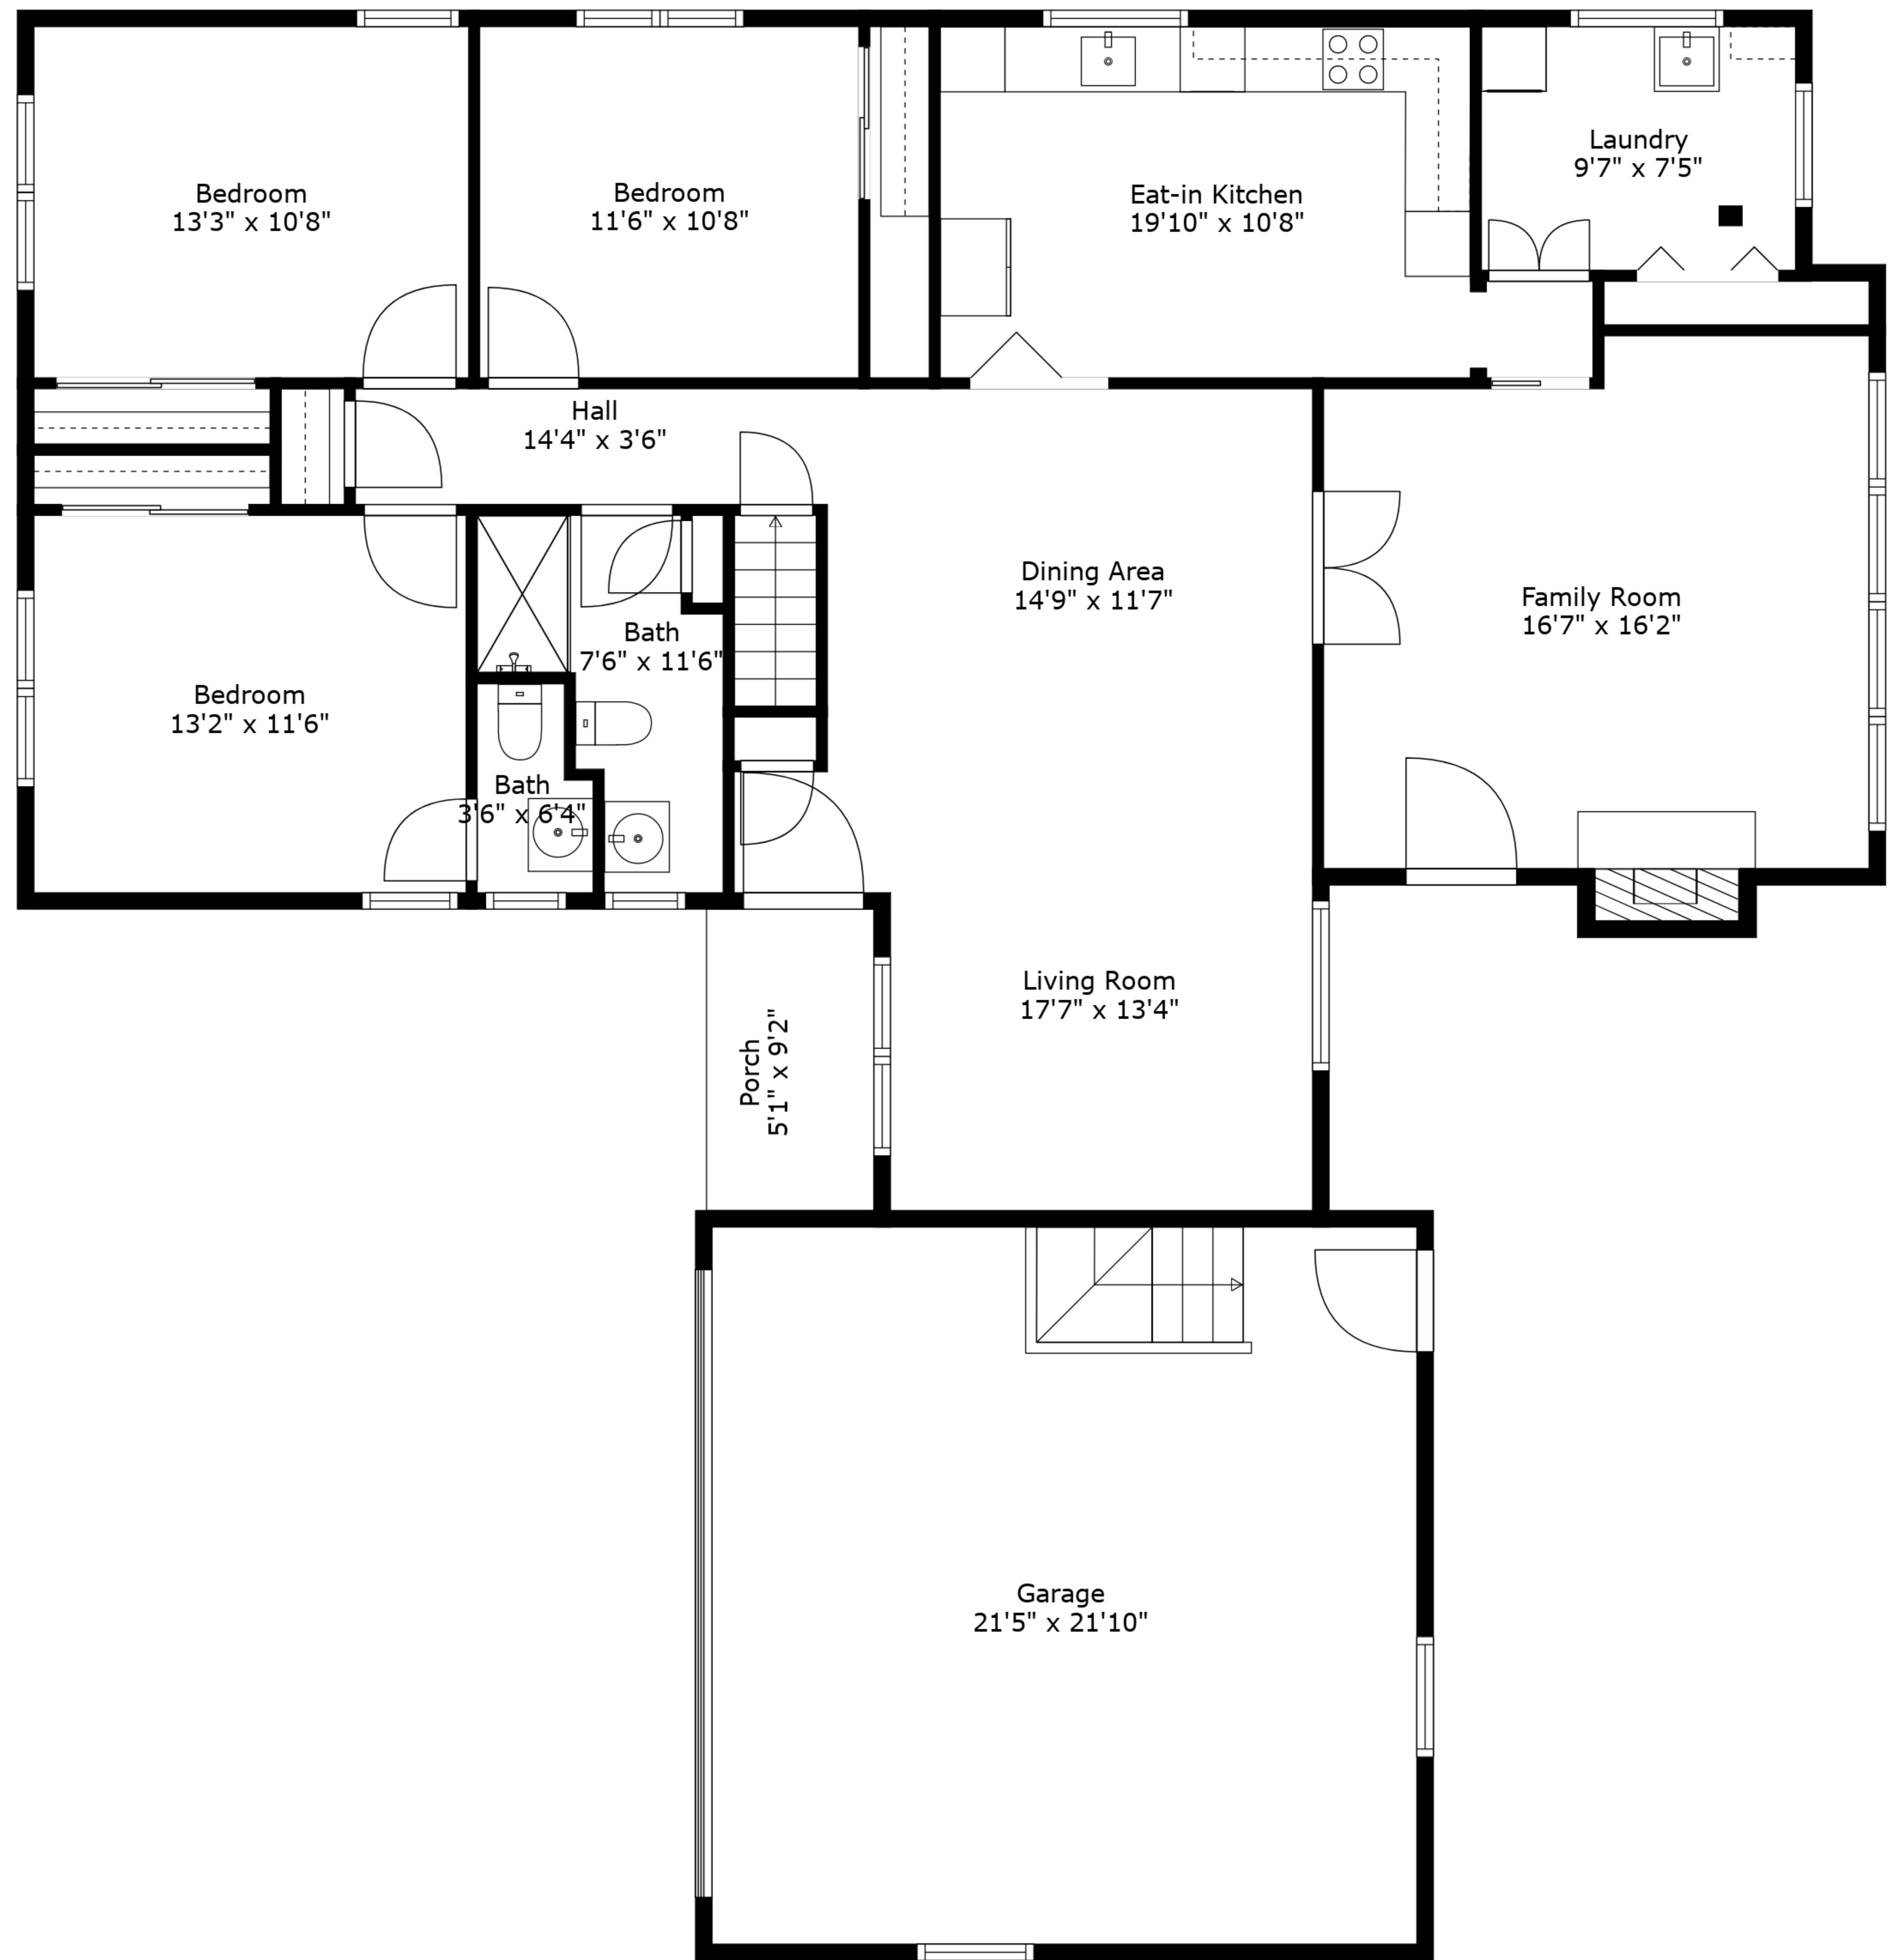 Bedroom
13'3" x 10'8"
Bedroom
11'6" x 10'8"
Eat-in Kitchen
19'10" x 10'8"
Laundry
9'7" x 7'5"
Hall
14'4" x 3'6"
Dining Area
14'9" x 11'7"
Family Room
16'7" x 16'2"
Bath
7'6" x 11'6"
Bedroom
13'2" x 11'6"
Bath
3'6" x 6'4"
Living Room
17'7" x 13'4"
Porch
5'1" x 9'2"
Garage
21'5" x 21'10"